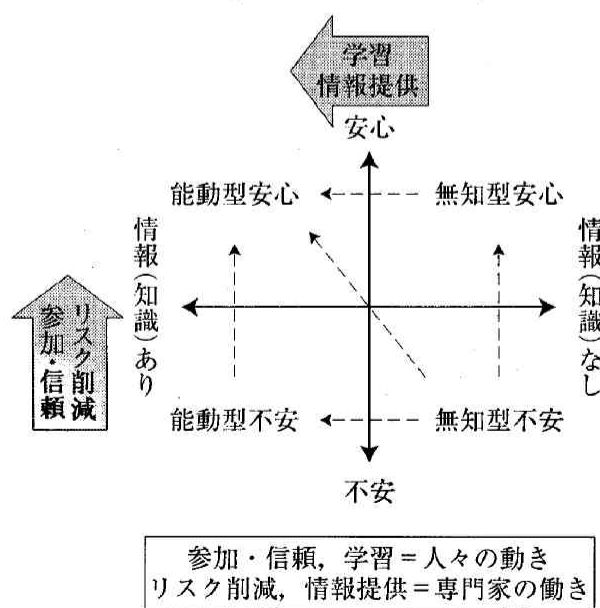 学習
情報提供
安心
能動型安心
無知型安心
情報(知識)あり
情報(知識)なし
リスク削減
参加・信頼
能動型不安
無知型不安
不安
参加・信頼，学習＝人々の動き
リスク削減，情報提供＝専門家の働き